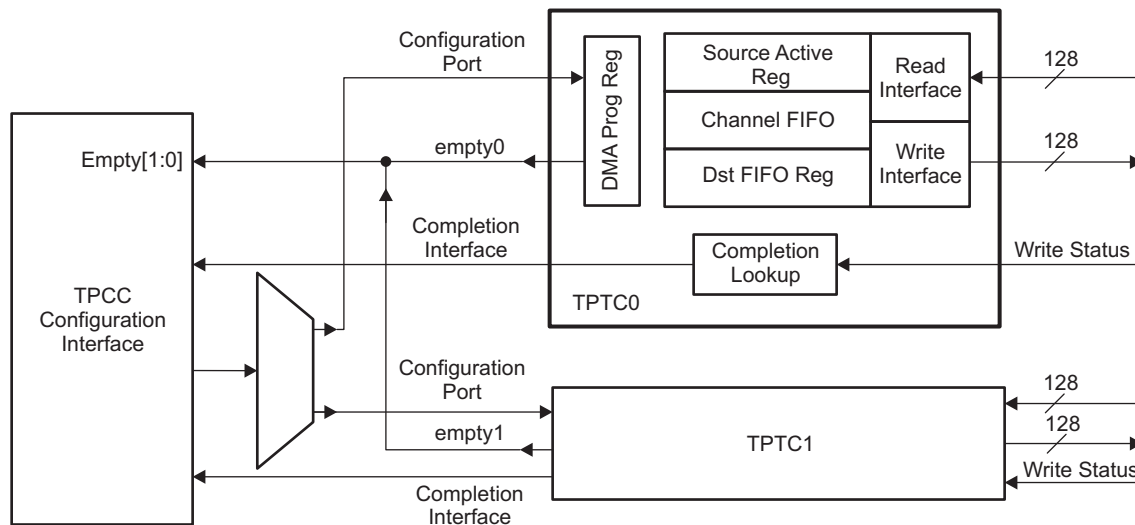 Configuration
Port
128
DMA Prog Reg
Source Active
Reg
Read
Interface
Channel FIFO
Empty[1:0]
empty0
Dst FIFO Reg
Write
Interface
128
Completion
Interface
Completion
Lookup
Write Status
TPTC0
TPCC
Configuration
Interface
Configuration
Port
128
empty1
TPTC1
128
Write Status
Completion
Interface